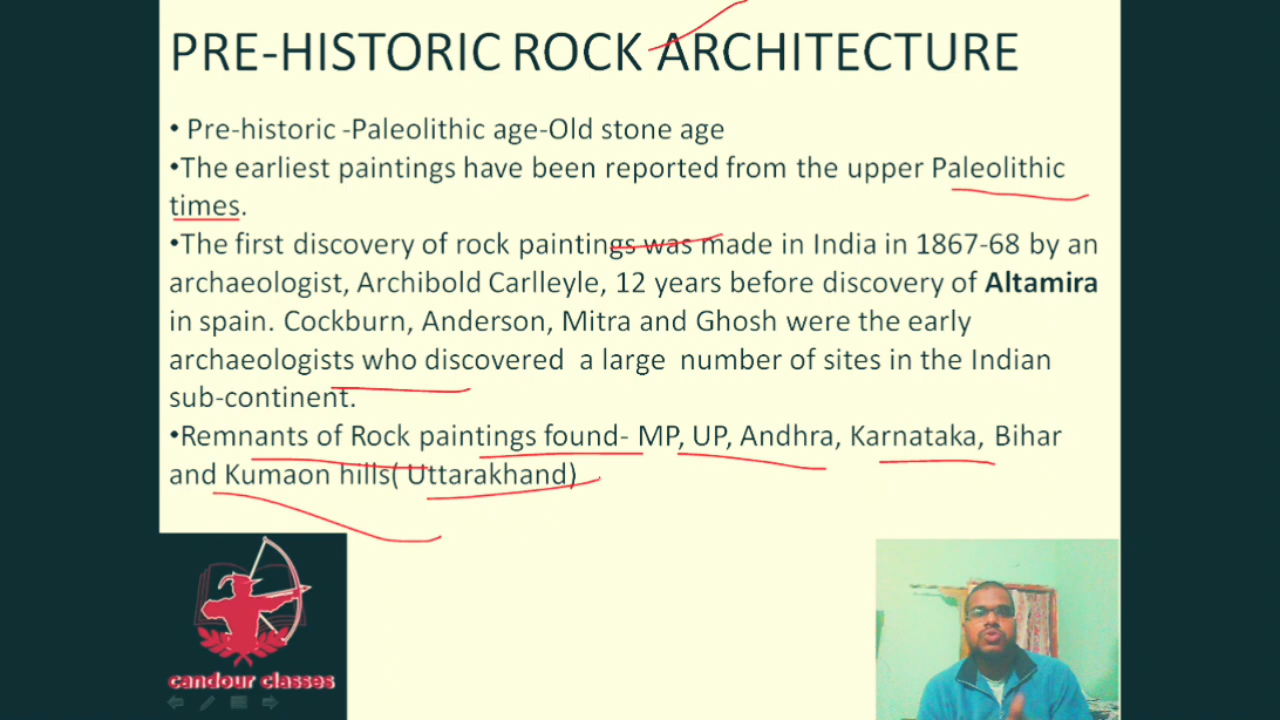 PRE-HISTORIC ROCK ARCHITECTURE
• Pre-historic -Paleolithic age-Old stone age
•The earliest paintings have been reported from the upper Paleolithic
times.
•The first discovery of rock paintings was made in India in 1867-68 by an
archaeologist, Archibold Carlleyle, 12 years before discovery of Altamira
in spain. Cockburn, Anderson, Mitra and Ghosh were the early
archaeologists who discovered a large number of sites in the Indian
sub-continent.
•Remnants of Rock paintings found- MP, UP, Andhra, Karnataka, Bihar
and Kumaon hills( Uttarakhand)
candour classes